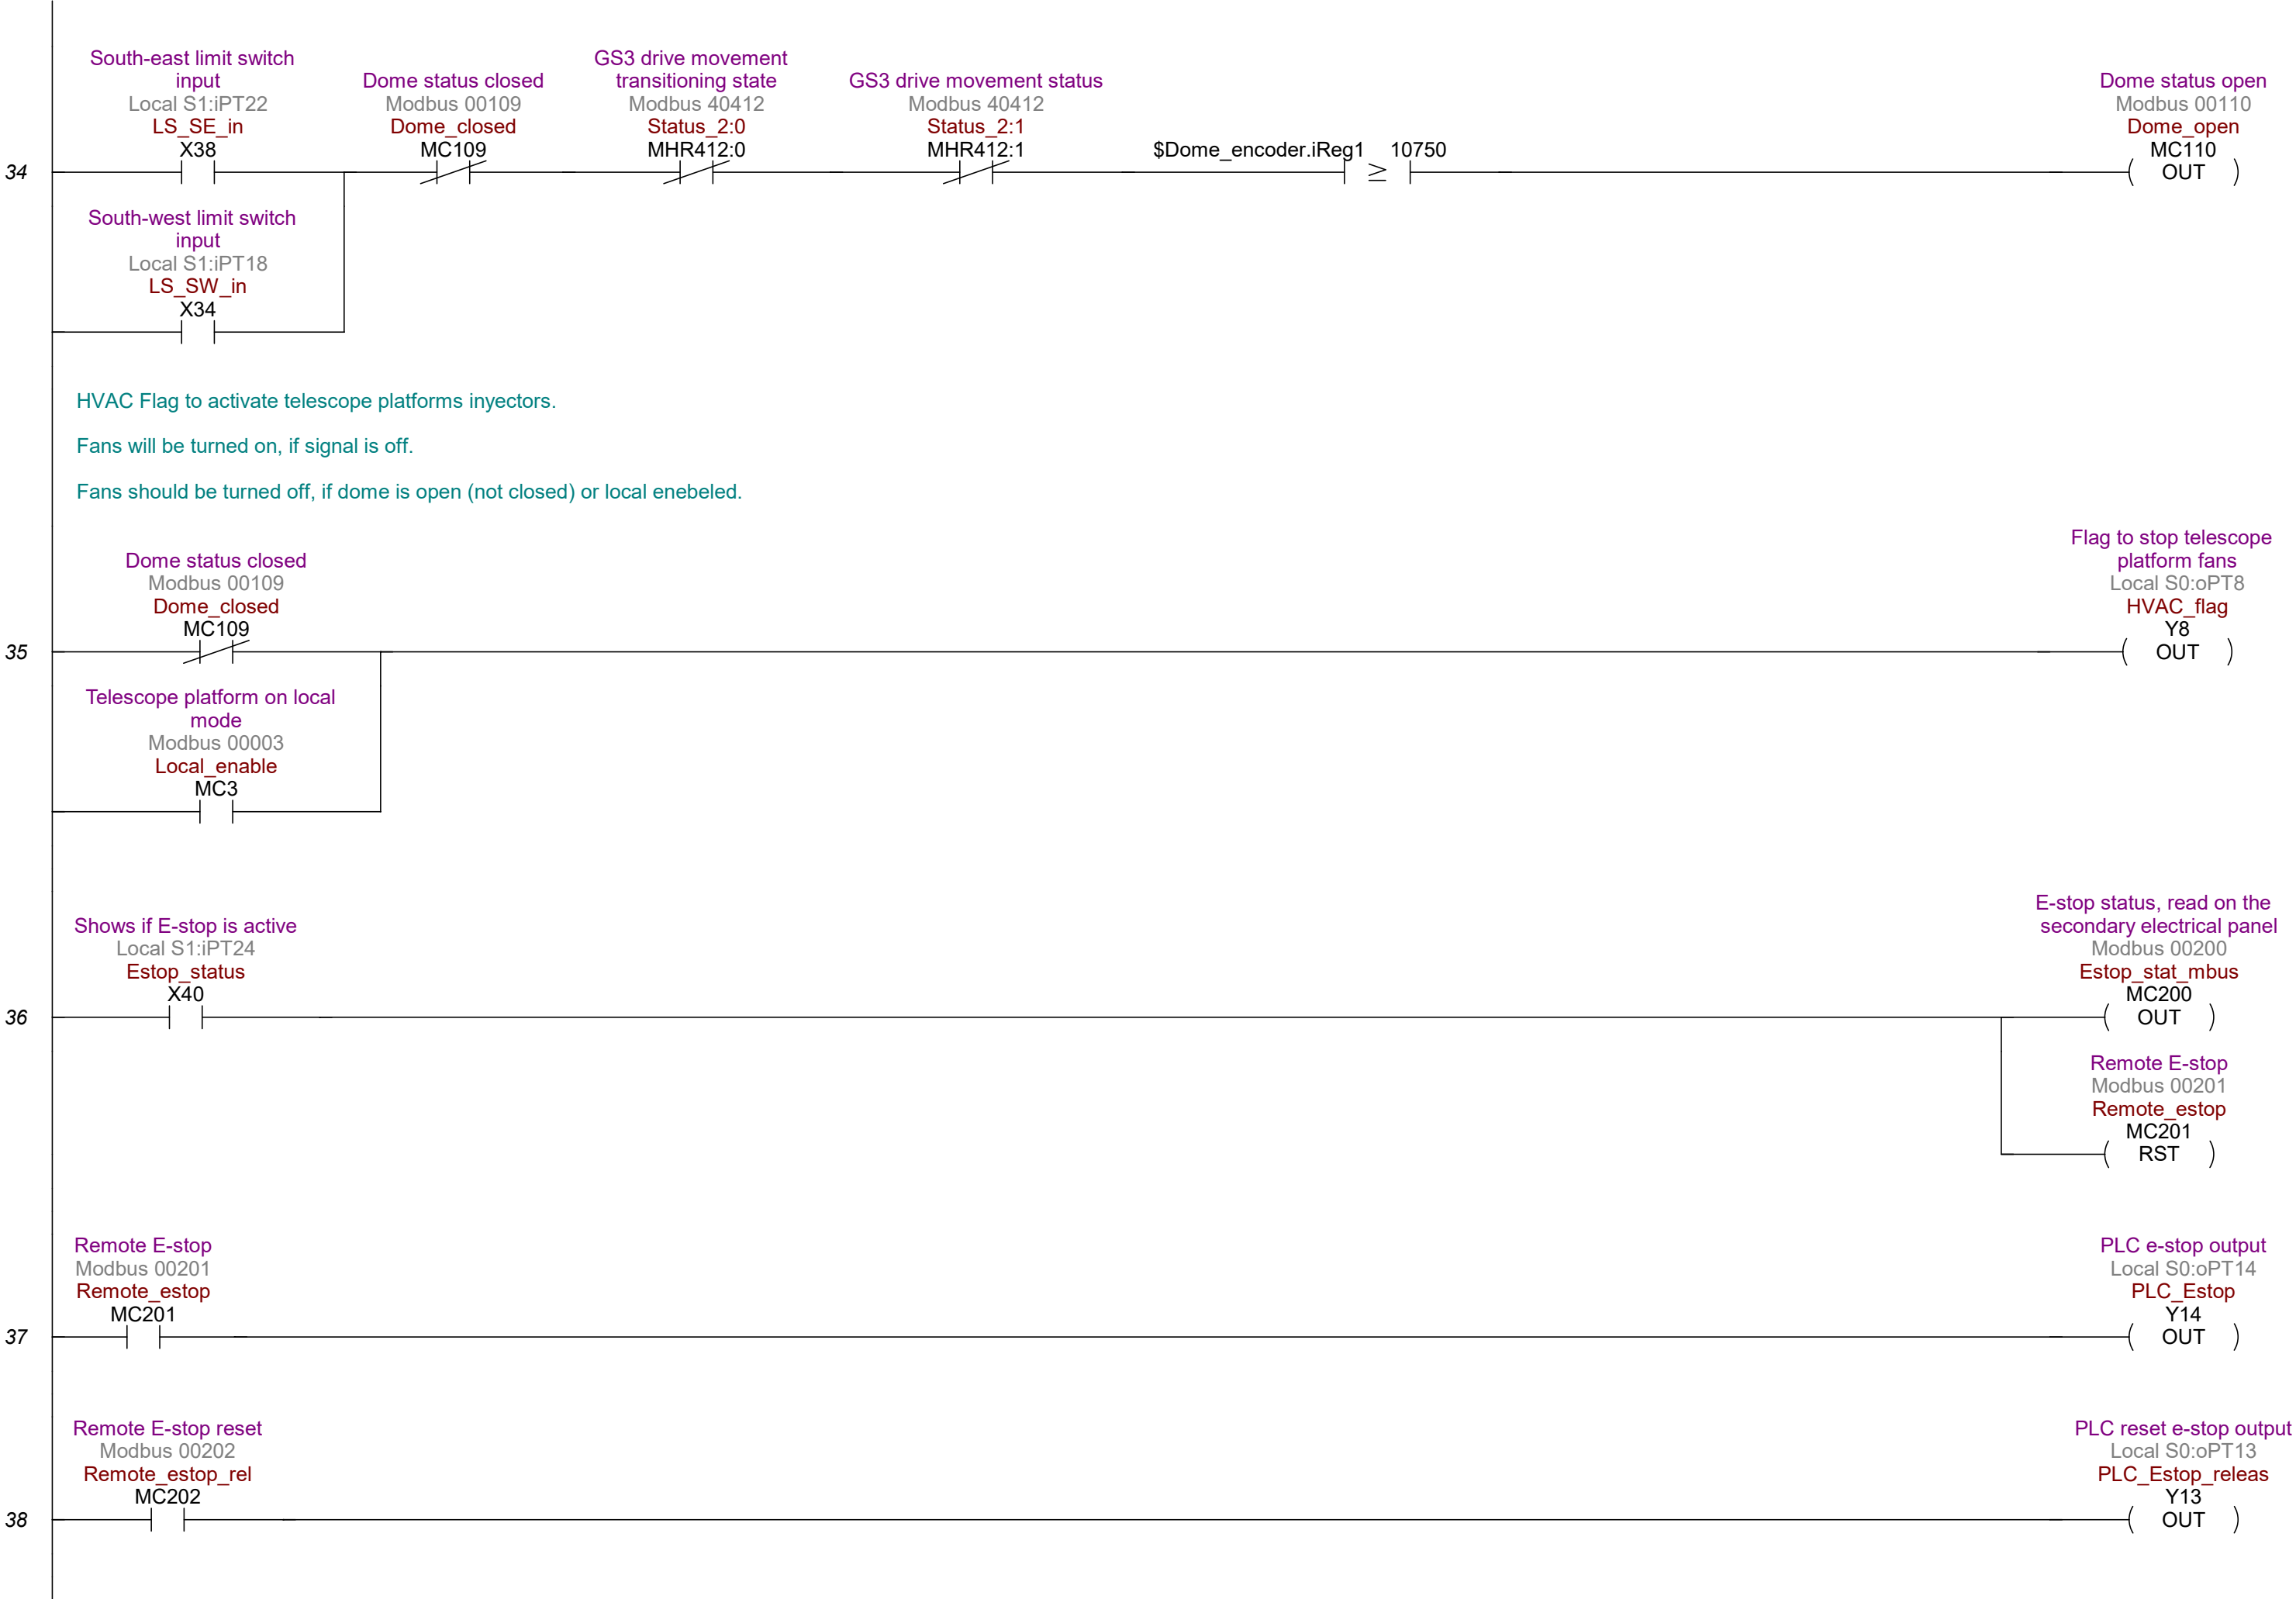 South-east limit switch
input
Local S1:iPT22
LS_SE_in
X38
Dome status closed
Modbus 00109
Dome_closed
MC109
GS3 drive movement
transitioning state
Modbus 40412
Status_2:0
MHR412:0
GS3 drive movement status
Modbus 40412
Status_2:1
MHR412:1
$Dome_encoder.iReg1 ≥ 10750
Dome status open
Modbus 00110
Dome_open
MC110
OUT
34
South-west limit switch
input
Local S1:iPT18
LS_SW_in
X34
HVAC Flag to activate telescope platforms inyectors.
Fans will be turned on, if signal is off.
Fans should be turned off, if dome is open (not closed) or local enebeled.
Dome status closed
Modbus 00109
Dome_closed
MC109
Flag to stop telescope
platform fans
Local S0:oPT8
HVAC_flag
Y8
OUT
35
Telescope platform on local
mode
Modbus 00003
Local_enable
MC3
Shows if E-stop is active
Local S1:iPT24
Estop_status
X40
E-stop status, read on the
secondary electrical panel
Modbus 00200
Estop_stat_mbus
MC200
OUT
36
Remote E-stop
Modbus 00201
Remote_estop
MC201
RST
Remote E-stop
Modbus 00201
Remote_estop
MC201
PLC e-stop output
Local S0:oPT14
PLC_Estop
Y14
OUT
37
Remote E-stop reset
Modbus 00202
Remote_estop_rel
MC202
PLC reset e-stop output
Local S0:oPT13
PLC_Estop_releas
Y13
OUT
38